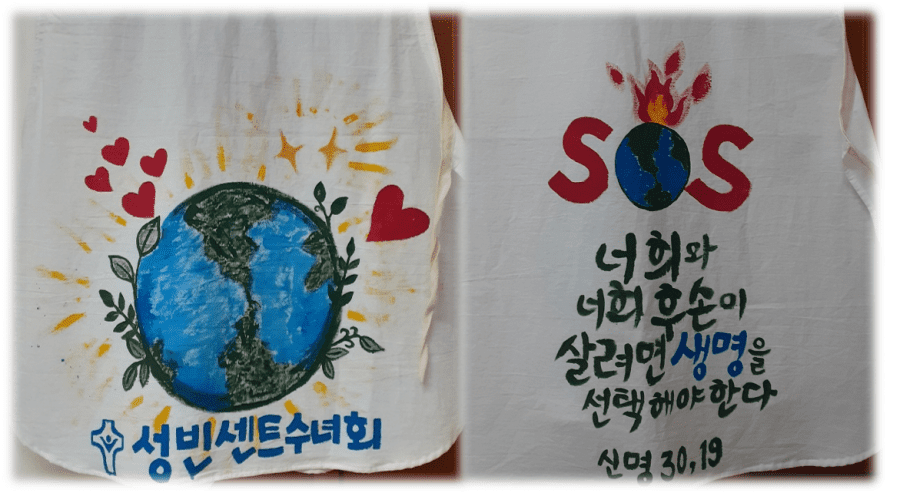 성빈센트수녀회
SOS
너희와
너희 후손이
살려면 생명을
선택해야 한다
신명 30,19